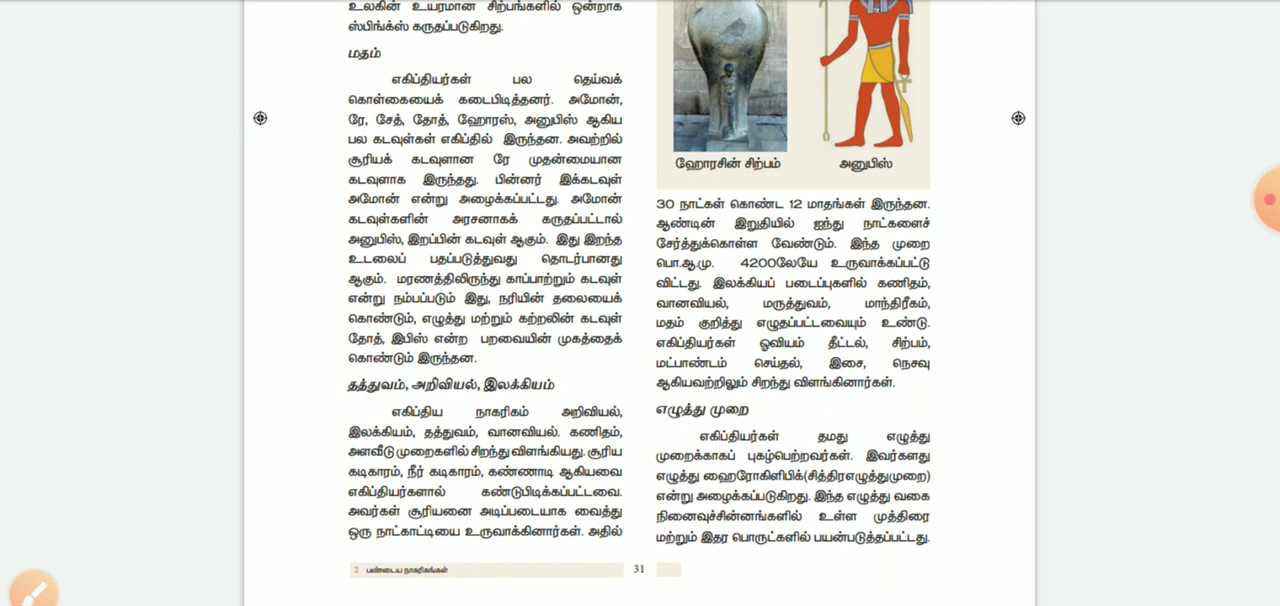 உலகின் உயரமான சிற்பங்களில் ஒன்றாக
ஸ்பிங்க்ஸ் கருதப்படுகிறது.
மதம்
எகிப்தியர்கள் பல தெய்வக்
கொள்கையைக் கடைபிடித்தனர். அமோன்,
ரே, சேத், தோத், ஹோரஸ், அனுபிஸ் ஆகிய
பல கடவுள்கள் எகிப்தில் இருந்தன. அவற்றில்
சூரியக் கடவுளான ரே முதன்மையான
கடவுளாக இருந்தது. பின்னர் இக்கடவுள்
அமோன் என்று அழைக்கப்பட்டது. அமோன்
கடவுள்களின் அரசனாகக் கருதப்பட்டால்
அனுபிஸ், இறப்பின் கடவுள் ஆகும். இது இறந்த
உடலைப் பதப்படுத்துவது தொடர்பானது
ஆகும். மரணத்திலிருந்து காப்பாற்றும் கடவுள்
என்று நம்பப்படும் இது, நரியின் தலையைக்
கொண்டும், எழுத்து மற்றும் கற்றலின் கடவுள்
தோத், இபிஸ் என்ற பறவையின் முகத்தைக்
கொண்டும் இருந்தன.
தத்துவம், அறிவியல், இலக்கியம்
எகிப்திய நாகரிகம் அறிவியல்,
இலக்கியம், தத்துவம், வானவியல். கணிதம்,
அளவீடு முறைகளில் சிறந்து விளங்கியது. சூரிய
கடிகாரம், நீர் கடிகாரம், கண்ணாடி ஆகியவை
எகிப்தியர்களால் கண்டுபிடிக்கப்பட்டவை.
அவர்கள் சூரியனை அடிப்படையாக வைத்து
ஒரு நாட்காட்டியை உருவாக்கினார்கள். அதில்
ஹோரசின் சிற்பம்
அனுபிஸ்
30 நாட்கள் கொண்ட 12 மாதங்கள் இருந்தன.
ஆண்டின் இறுதியில் ஐந்து நாட்களைச்
சேர்த்துக்கொள்ள வேண்டும். இந்த முறை
பொ.ஆ.மு. 4200லேயே உருவாக்கப்பட்டு
விட்டது. இலக்கியப் படைப்புகளில் கணிதம்,
வானவியல், மருத்துவம், மாந்திரீகம்,
மதம் குறித்து எழுதப்பட்டவையும் உண்டு.
எகிப்தியர்கள் ஓவியம் தீட்டல், சிற்பம்,
மட்பாண்டம் செய்தல், இசை, நெசவு
ஆகியவற்றிலும் சிறந்து விளங்கினார்கள்.
எழுத்து முறை
எகிப்தியர்கள் தமது எழுத்து
முறைக்காகப் புகழ்பெற்றவர்கள். இவர்களது
எழுத்து ஹைரோகிளிபிக்(சித்திரஎழுத்துமுறை)
என்று அழைக்கப்படுகிறது. இந்த எழுத்து வகை
நினைவுச்சின்னங்களில் உள்ள முத்திரை
மற்றும் இதர பொருட்களில் பயன்படுத்தப்பட்டது.
2 பண்டைய நாகரிகங்கள்
31